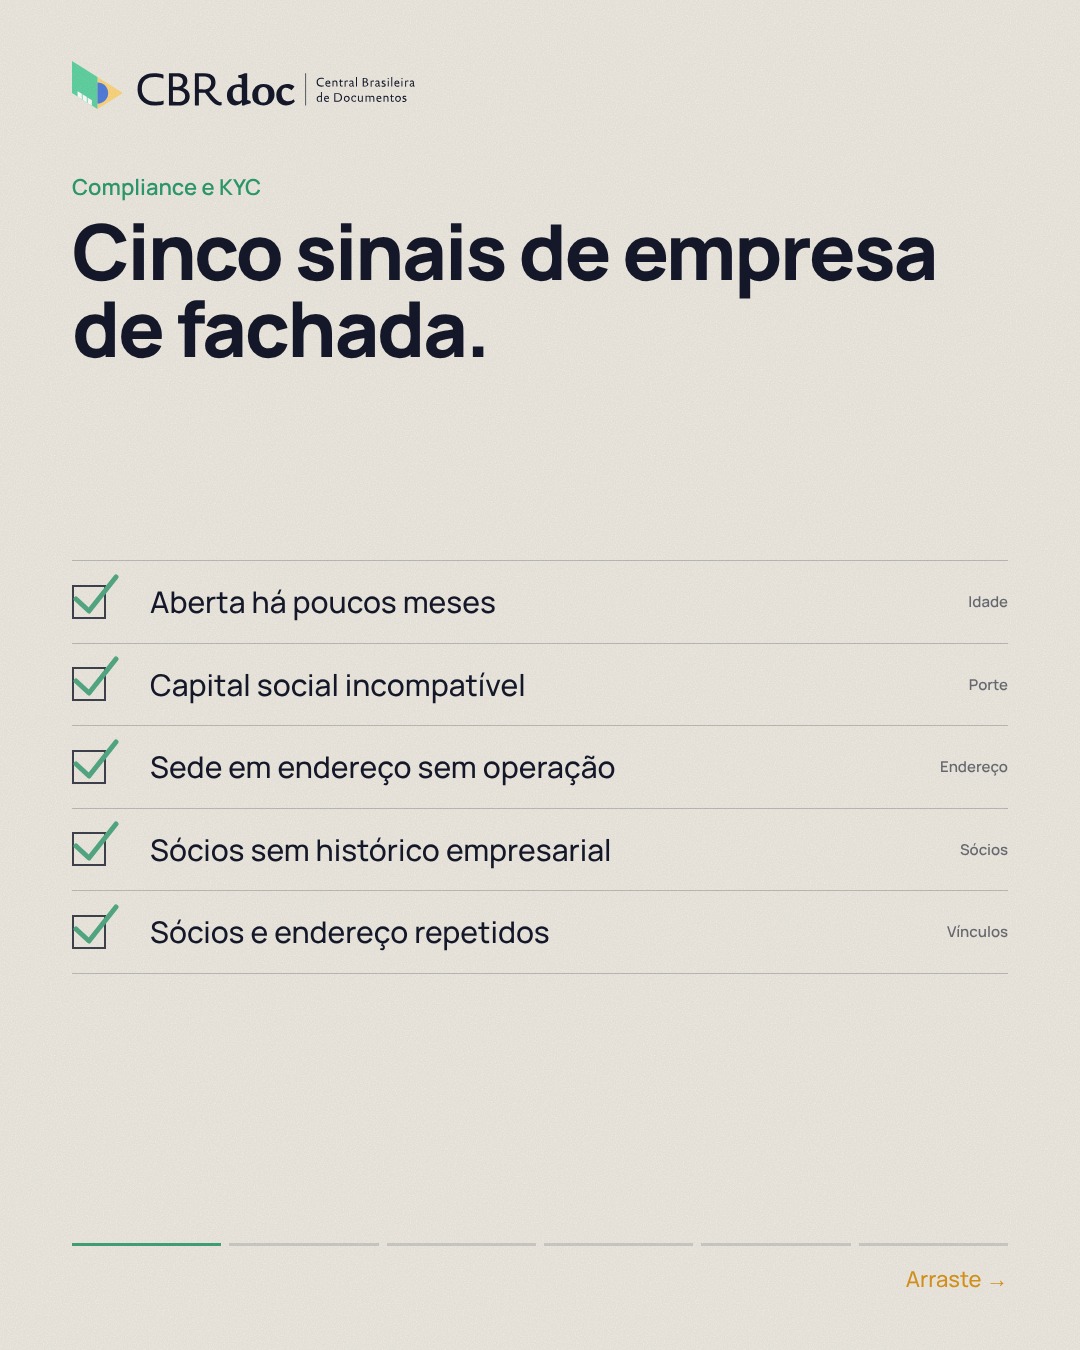 CBRdoc
Central Brasileira
de Documentos
Compliance e KYC
Cinco sinais de empresa
de fachada.
Aberta há poucos meses Idade
Capital social incompatível Porte
Sede em endereço sem operação Endereço
Sócios sem histórico empresarial Sócios
Sócios e endereço repetidos Vínculos
Arraste →